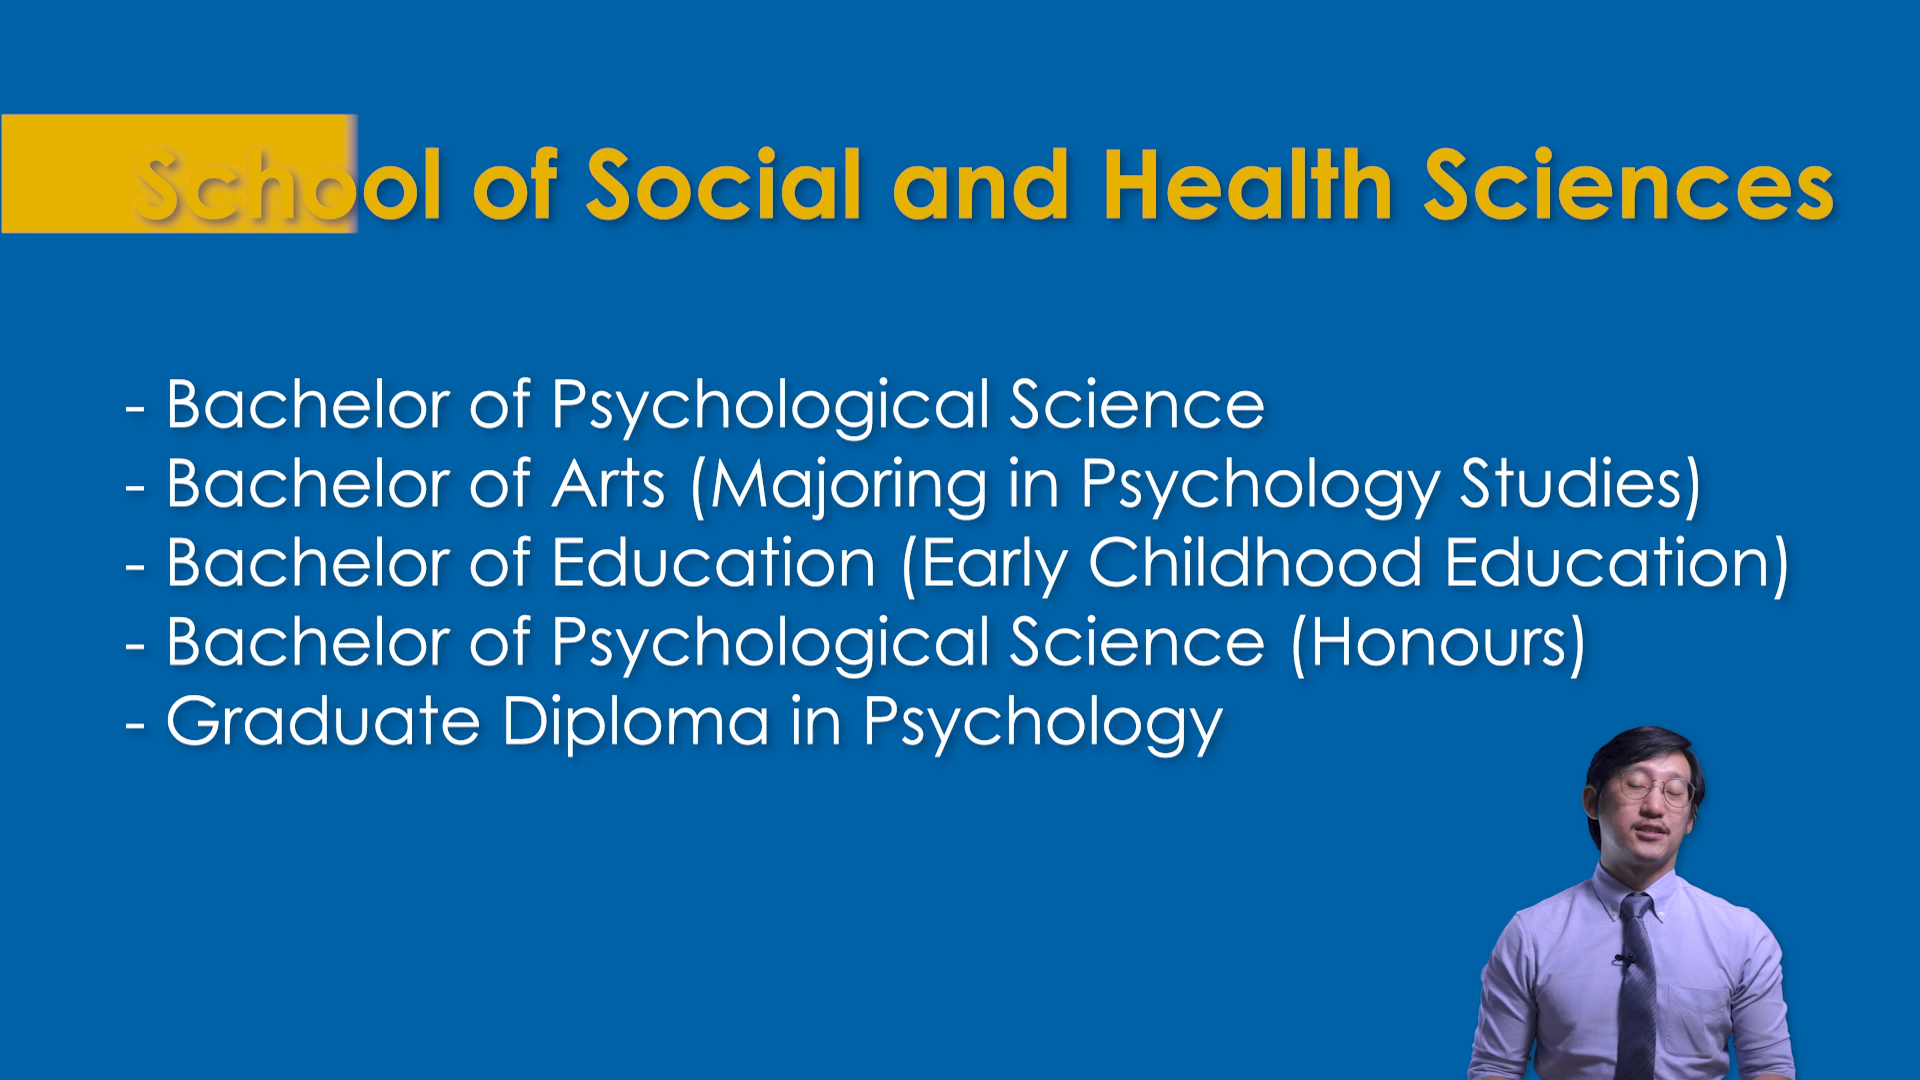 School of Social and Health Sciences
- Bachelor of Psychological Science
- Bachelor of Arts (Majoring in Psychology Studies)
- Bachelor of Education (Early Childhood Education)
- Bachelor of Psychological Science (Honours)
- Graduate Diploma in Psychology